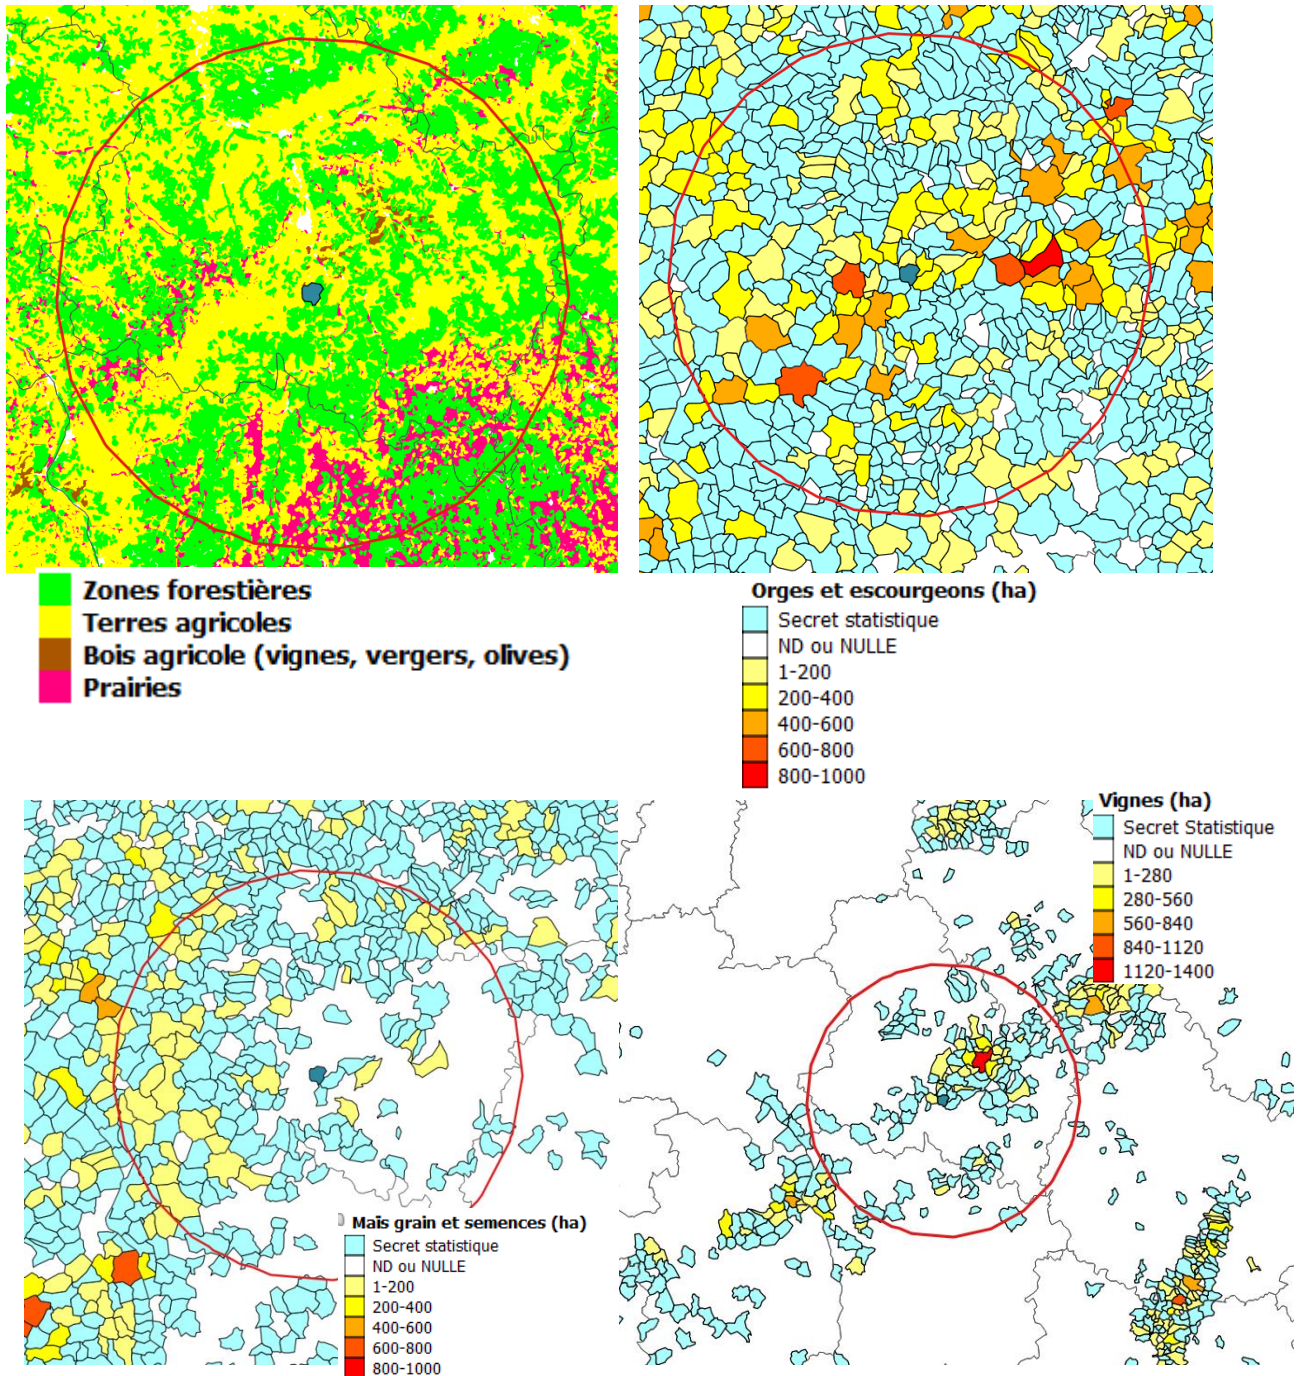 Zones forestières
Terres agricoles
Bois agricole (vignes, vergers, olives)
Prairies
Orges et escourgeons (ha)
Secret statistique
ND ou NULLE
1-200
200-400
400-600
600-800
800-1000
Vignes (ha)
Secret Statistique
ND ou NULLE
1-280
280-560
560-840
840-1120
1120-1400
Maïs grain et semences (ha)
Secret statistique
ND ou NULLE
1-200
200-400
400-600
600-800
800-1000